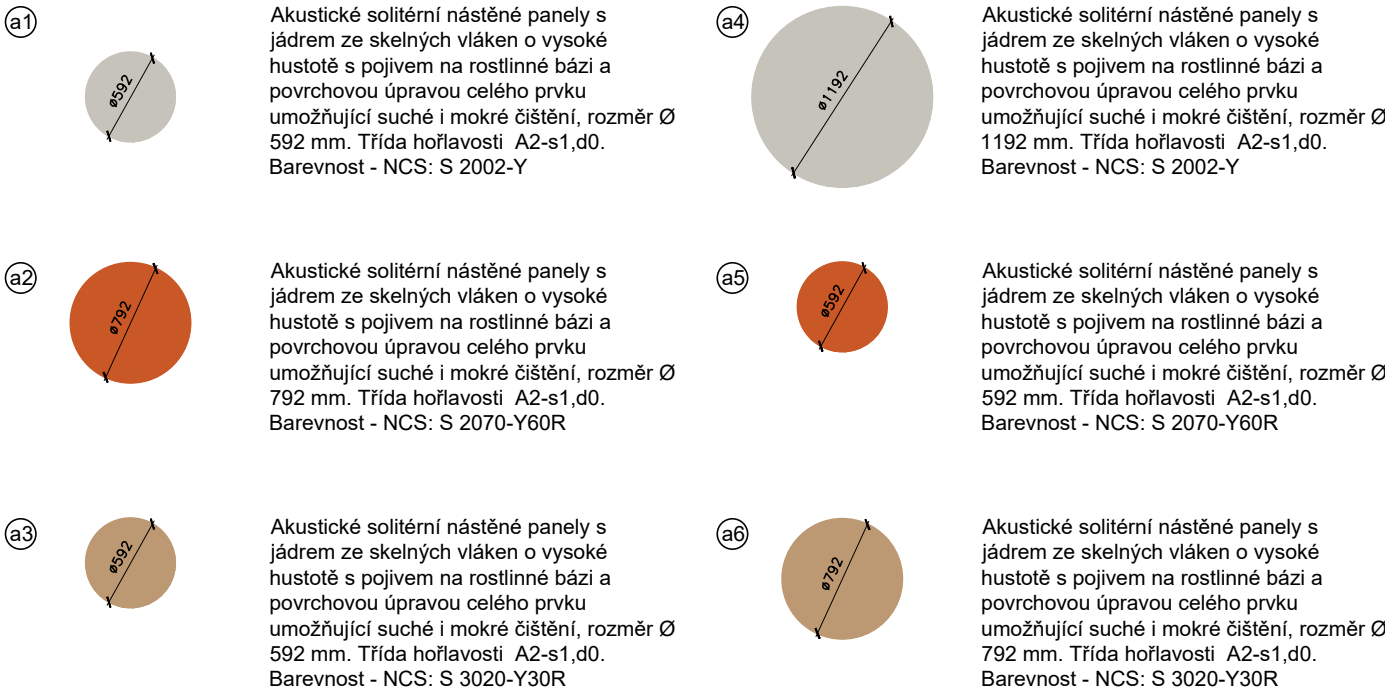 a1
ø592
Akustické solitérní nástěné panely s
jádrem ze skelných vláken o vysoké
hustotě s pojivem na rostlinné bázi a
povrchovou úpravou celého prvku
umožňující suché i mokré čištění, rozměr Ø
592 mm. Třída hořlavosti  A2-s1,d0.
Barevnost - NCS: S 2002-Y
a4
ø1192
Akustické solitérní nástěné panely s
jádrem ze skelných vláken o vysoké
hustotě s pojivem na rostlinné bázi a
povrchovou úpravou celého prvku
umožňující suché i mokré čištění, rozměr Ø
1192 mm. Třída hořlavosti  A2-s1,d0.
Barevnost - NCS: S 2002-Y
a2
ø792
Akustické solitérní nástěné panely s
jádrem ze skelných vláken o vysoké
hustotě s pojivem na rostlinné bázi a
povrchovou úpravou celého prvku
umožňující suché i mokré čištění, rozměr Ø
792 mm. Třída hořlavosti  A2-s1,d0.
Barevnost - NCS: S 2070-Y60R
a5
ø592
Akustické solitérní nástěné panely s
jádrem ze skelných vláken o vysoké
hustotě s pojivem na rostlinné bázi a
povrchovou úpravou celého prvku
umožňující suché i mokré čištění, rozměr Ø
592 mm. Třída hořlavosti  A2-s1,d0.
Barevnost - NCS: S 2070-Y60R
a3
ø592
Akustické solitérní nástěné panely s
jádrem ze skelných vláken o vysoké
hustotě s pojivem na rostlinné bázi a
povrchovou úpravou celého prvku
umožňující suché i mokré čištění, rozměr Ø
592 mm. Třída hořlavosti  A2-s1,d0.
Barevnost - NCS: S 3020-Y30R
a6
ø792
Akustické solitérní nástěné panely s
jádrem ze skelných vláken o vysoké
hustotě s pojivem na rostlinné bázi a
povrchovou úpravou celého prvku
umožňující suché i mokré čištění, rozměr Ø
792 mm. Třída hořlavosti  A2-s1,d0.
Barevnost - NCS: S 3020-Y30R